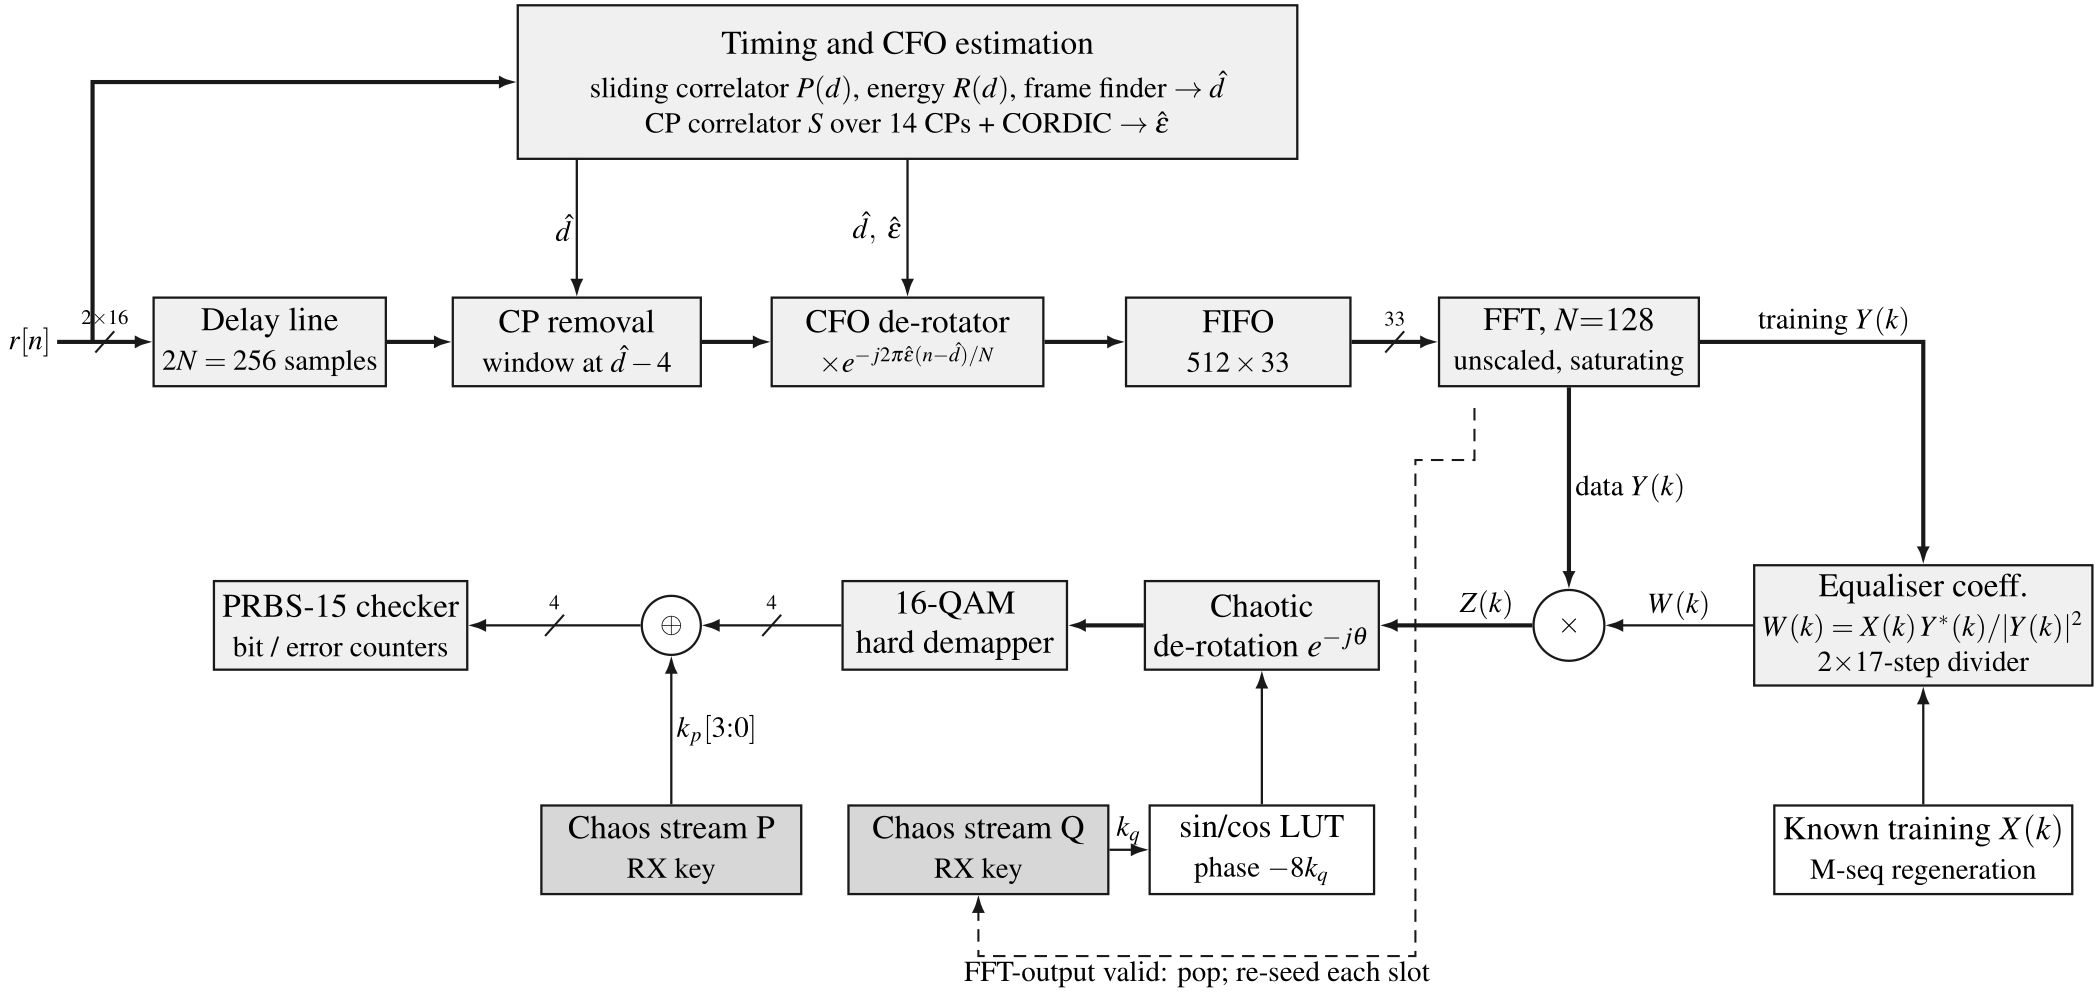 Timing and CFO estimation
sliding correlator P(d), energy R(d), frame finder → d̂
CP correlator S over 14 CPs + CORDIC → ε̂
d̂
d̂, ε̂
r[n]
2×16
Delay line
2N = 256 samples
CP removal
window at d̂ − 4
CFO de-rotator
×e^{−j2πε̂(n−d̂)/N}
FIFO
512 × 33
33
FFT, N=128
unscaled, saturating
training Y(k)
data Y(k)
PRBS-15 checker
bit / error counters
4
⊕
4
16-QAM
hard demapper
Chaotic
de-rotation e^{−jθ}
Z(k)
×
W(k)
Equaliser coeff.
W(k) = X(k) Y*(k)/|Y(k)|²
2×17-step divider
k_p[3:0]
Chaos stream P
RX key
Chaos stream Q
RX key
k_q
sin/cos LUT
phase −8k_q
Known training X(k)
M-seq regeneration
FFT-output valid: pop; re-seed each slot